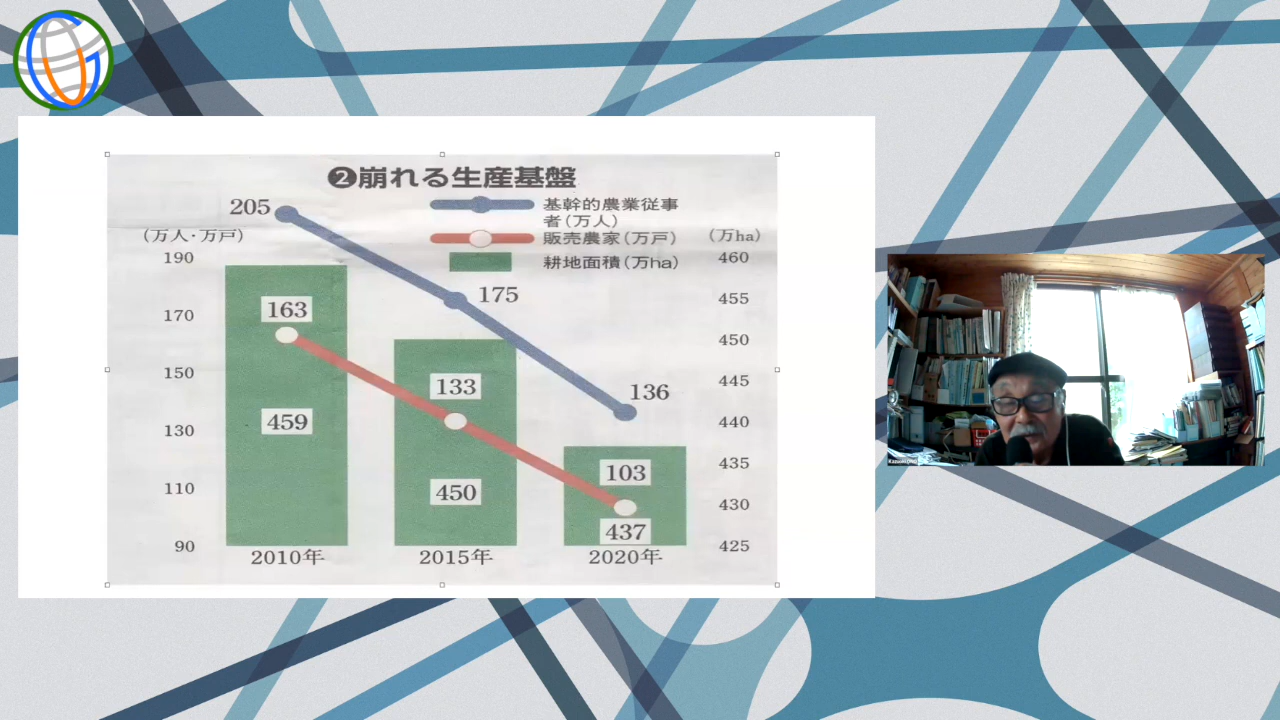 ❷崩れる生産基盤
205
基幹的農業従事
者(万人)
(万人・万戸)
販売農家(万戸)
(万ha)
耕地面積(万ha)
190
460
455
175
163
170
450
150
133
445
136
459
130
440
435
103
110
450
430
437
90
425
2010年
2015年
2020年